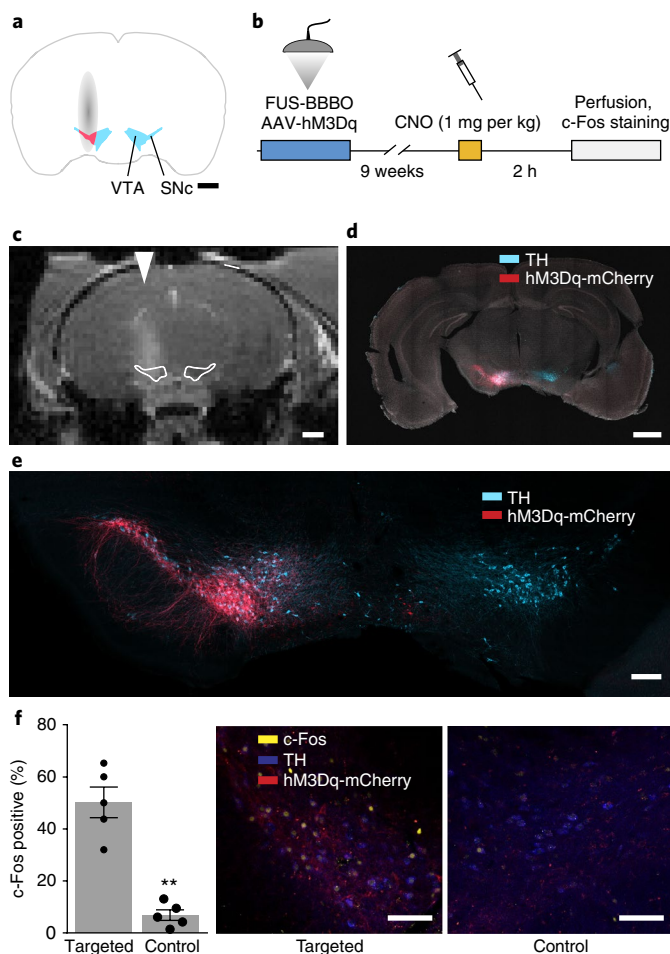 a
VTA
SNc
b
FUS-BBBO
AAV-hM3Dq
CNO (1 mg per kg)
Perfusion,
c-Fos staining
9 weeks
2 h
c
d
TH
hM3Dq-mCherry
e
TH
hM3Dq-mCherry
f
c-Fos positive (%)
80
60
40
20
0
**
Targeted
Control
c-Fos
TH
hM3Dq-mCherry
Targeted
Control